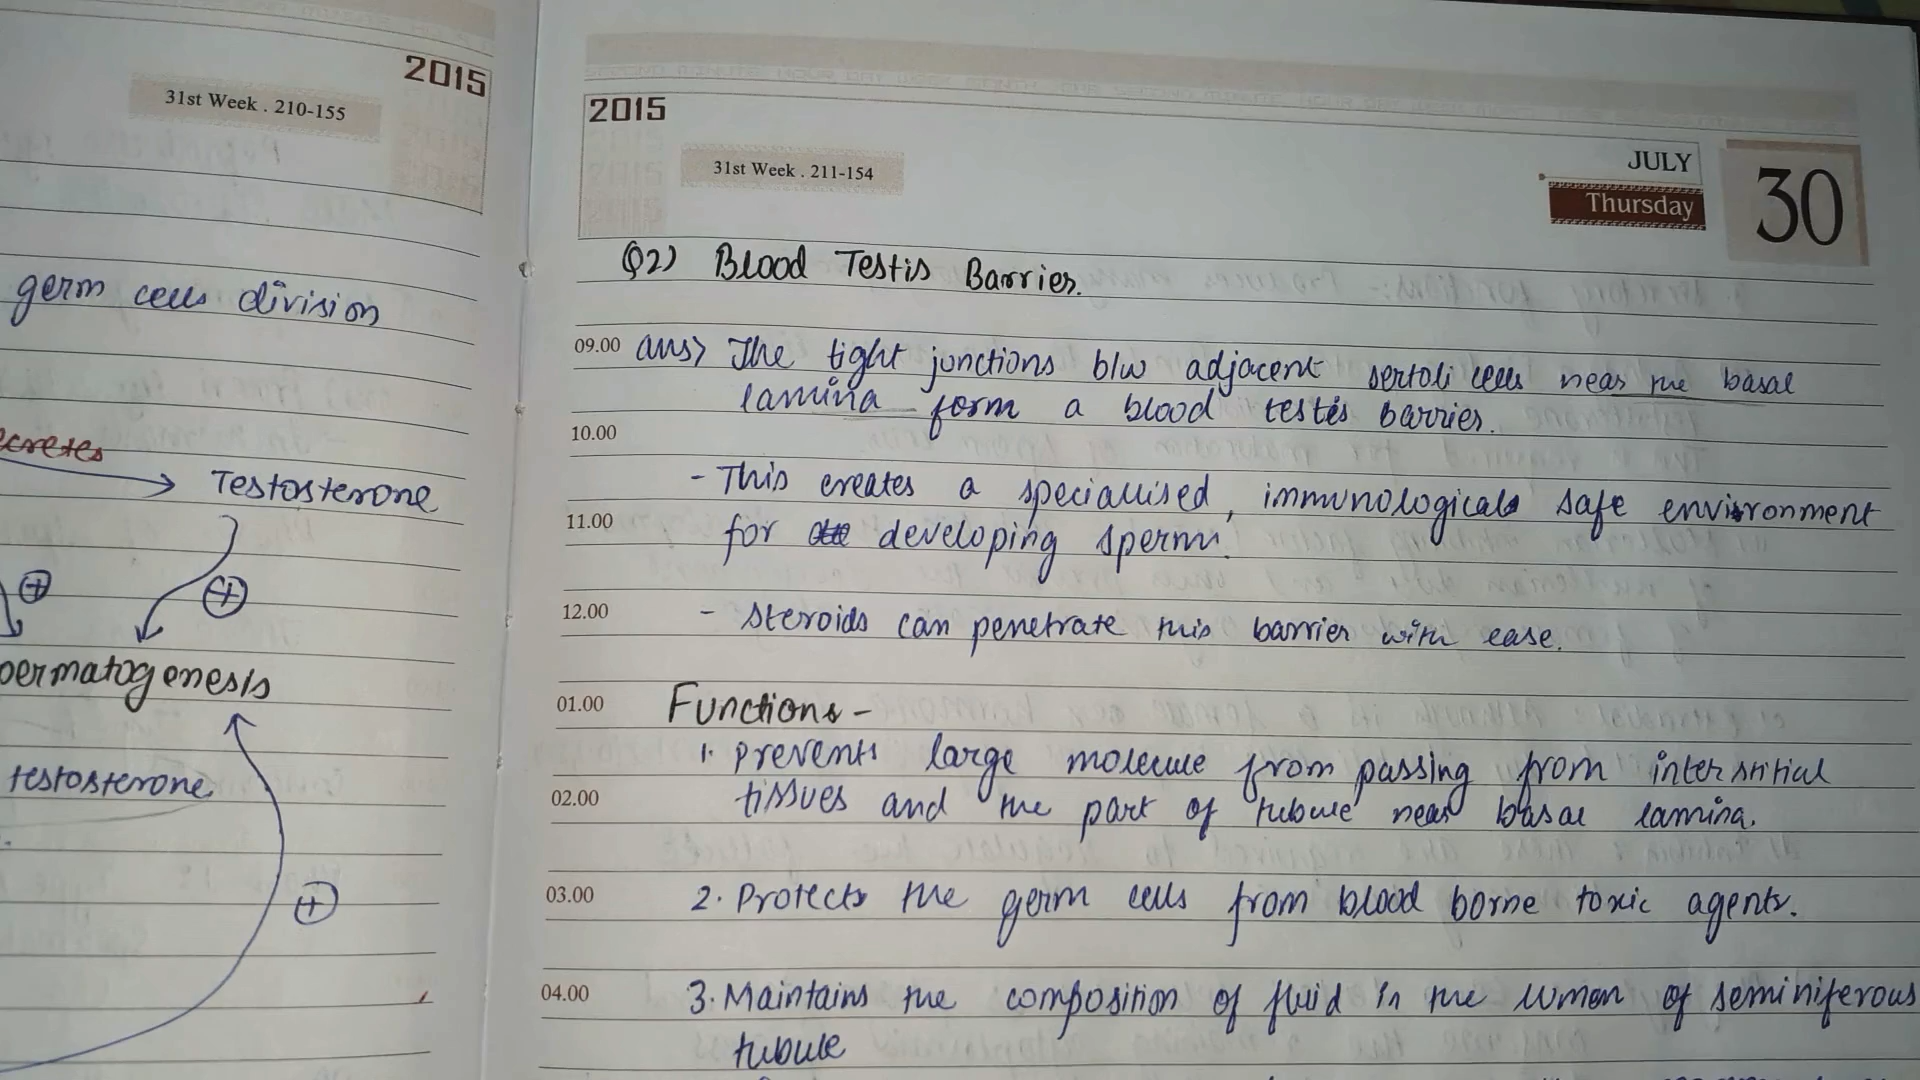 2015
31st Week . 210-155
germ cells division
Testosterone
testosterone
2015
31st Week . 211-154
JULY
Thursday
30
Q2) Blood Testis Barrier.
09.00 ans> The tight junctions b/w adjacent sertoli cells near the basal
lamina form a blood testis barrier.
10.00
- This creates a speciallised, immunological safe environment
11.00 for developing sperm.
12.00 - Steroids can penetrate this barrier with ease.
01.00 Functions -
1. prevents large molecule from passing from interstitial
02.00 tissues and the part of tubule near basal lamina.
03.00 2. Protects the germ cells from blood borne toxic agents.
04.00 3. Maintains the composition of fluid in the lumen of seminiferous
tubule